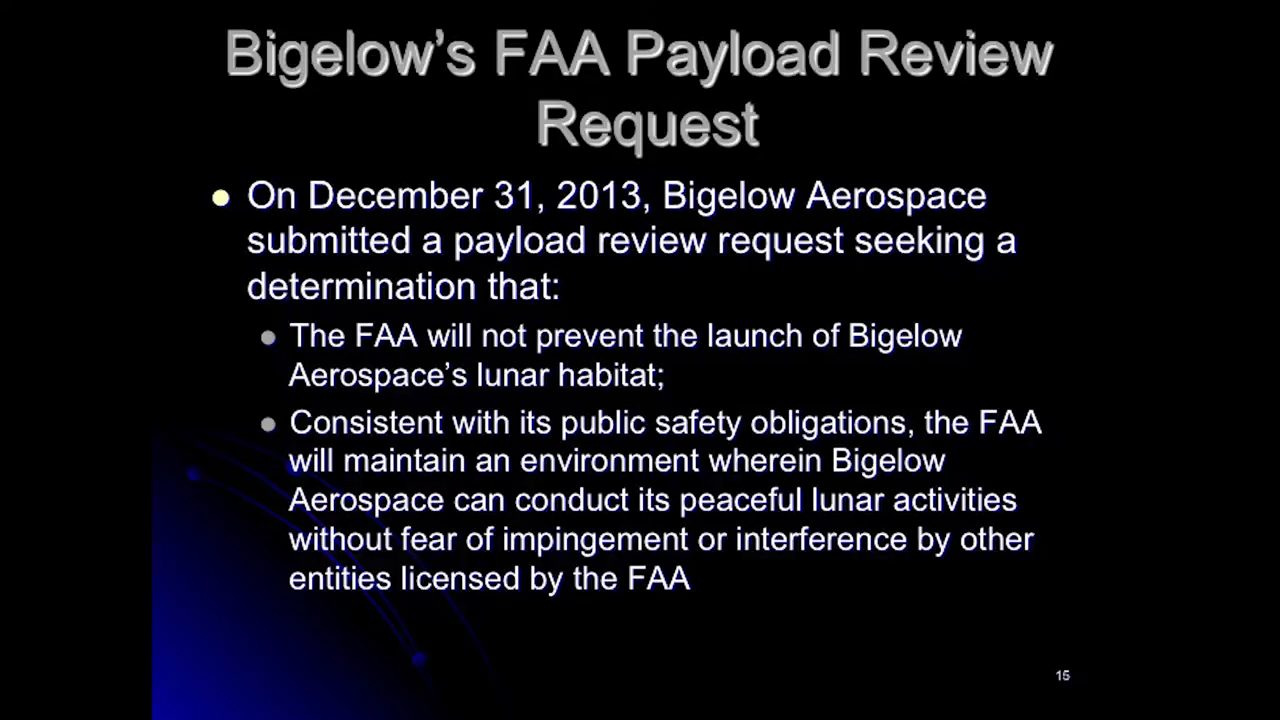 Bigelow’s FAA Payload Review
Request
On December 31, 2013, Bigelow Aerospace
submitted a payload review request seeking a
determination that:
The FAA will not prevent the launch of Bigelow
Aerospace’s lunar habitat;
Consistent with its public safety obligations, the FAA
will maintain an environment wherein Bigelow
Aerospace can conduct its peaceful lunar activities
without fear of impingement or interference by other
entities licensed by the FAA
15